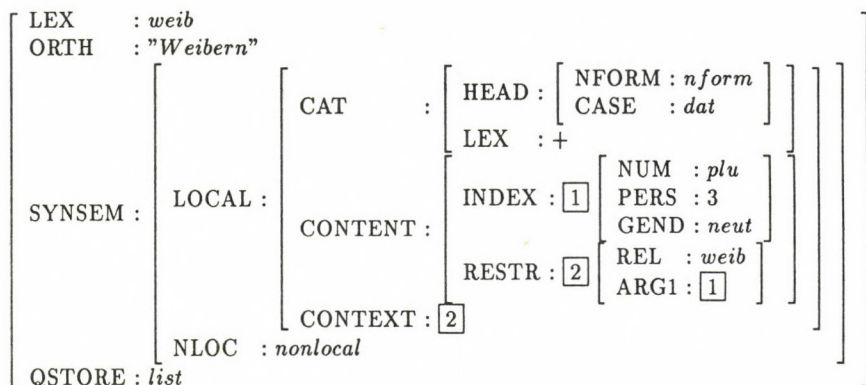 LEX : weib
ORTH : "Weibern"
CAT : HEAD : NFORM : nform
CASE : dat
LEX : +
SYNSEM : LOCAL : CONTENT : INDEX : 1 NUM : plu
PERS : 3
GEND : neut
RESTR : 2 REL : weib
ARG1 : 1
CONTEXT : 2
NLOC : nonlocal
QSTORE : list